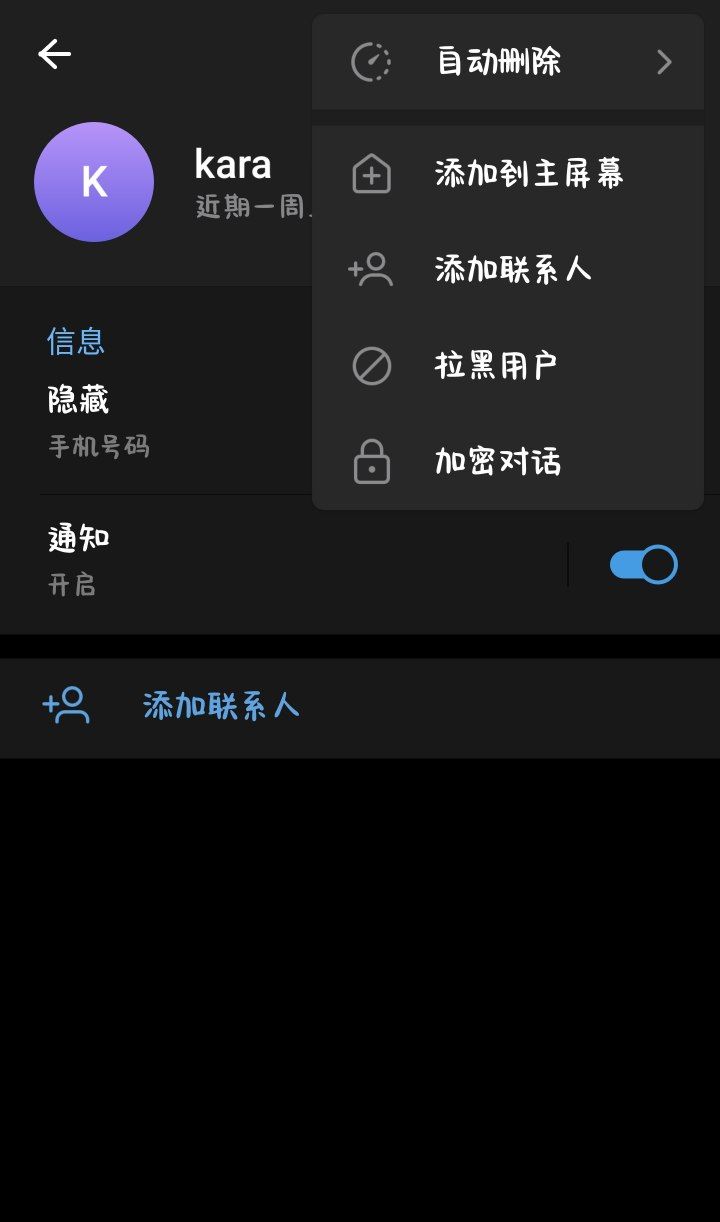 自动删除
K
kara
近期一周
添加到主屏幕
添加联系人
拉黑用户
加密对话
信息
隐藏
手机号码
通知
开启
添加联系人